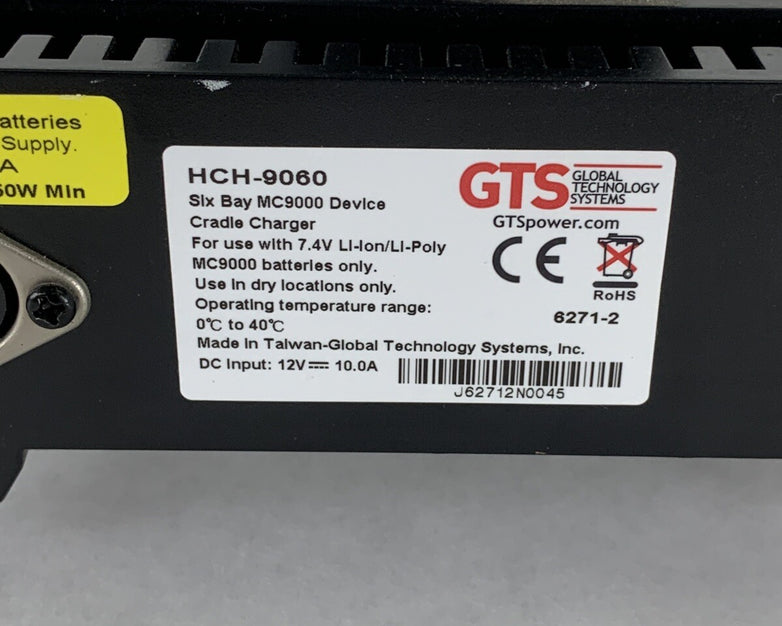 atteries
Supply.
A
60W Min
HCH-9060
Six Bay MC9000 Device
Cradle Charger
For use with 7.4V Li-Ion/Li-Poly
MC9000 batteries only.
Use in dry locations only.
Operating temperature range:
0℃ to 40℃
Made in Taiwan-Global Technology Systems, Inc.
DC Input: 12V⎓ 10.0A
GTS GLOBAL
TECHNOLOGY
SYSTEMS
GTSpower.com
CE
RoHS
6271-2
J62712N0045